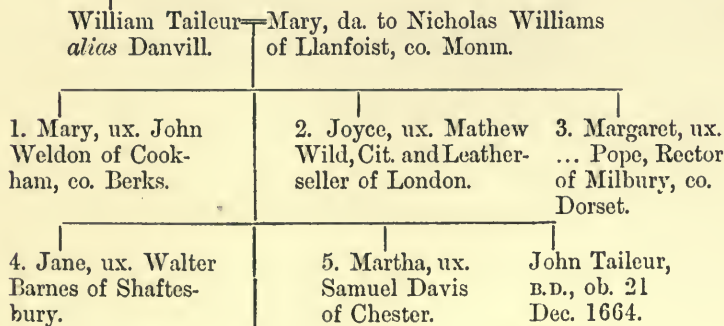 William Taileur=Mary, da. to Nicholas Williams
alias Danvill. of Llanfoist, co. Monm.
1. Mary, ux. John
Weldon of Cook-
ham, co. Berks.
2. Joyce, ux. Mathew
Wild, Cit. and Leather-
seller of London.
3. Margaret, ux.
... Pope, Rector
of Milbury, co.
Dorset.
4. Jane, ux. Walter
Barnes of Shaftes-
bury.
5. Martha, ux.
Samuel Davis
of Chester.
John Taileur,
B.D., ob. 21
Dec. 1664.